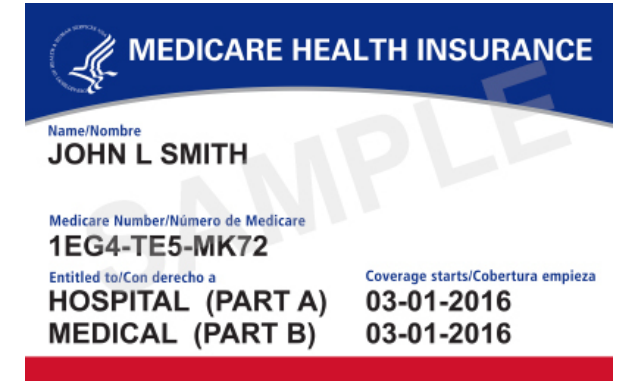 MEDICARE HEALTH INSURANCE
Name/Nombre
JOHN L SMITH
Medicare Number/Número de Medicare
1EG4-TE5-MK72
Entitled to/Con derecho a
Coverage starts/Cobertura empieza
HOSPITAL (PART A) 03-01-2016
MEDICAL (PART B) 03-01-2016
SAMPLE